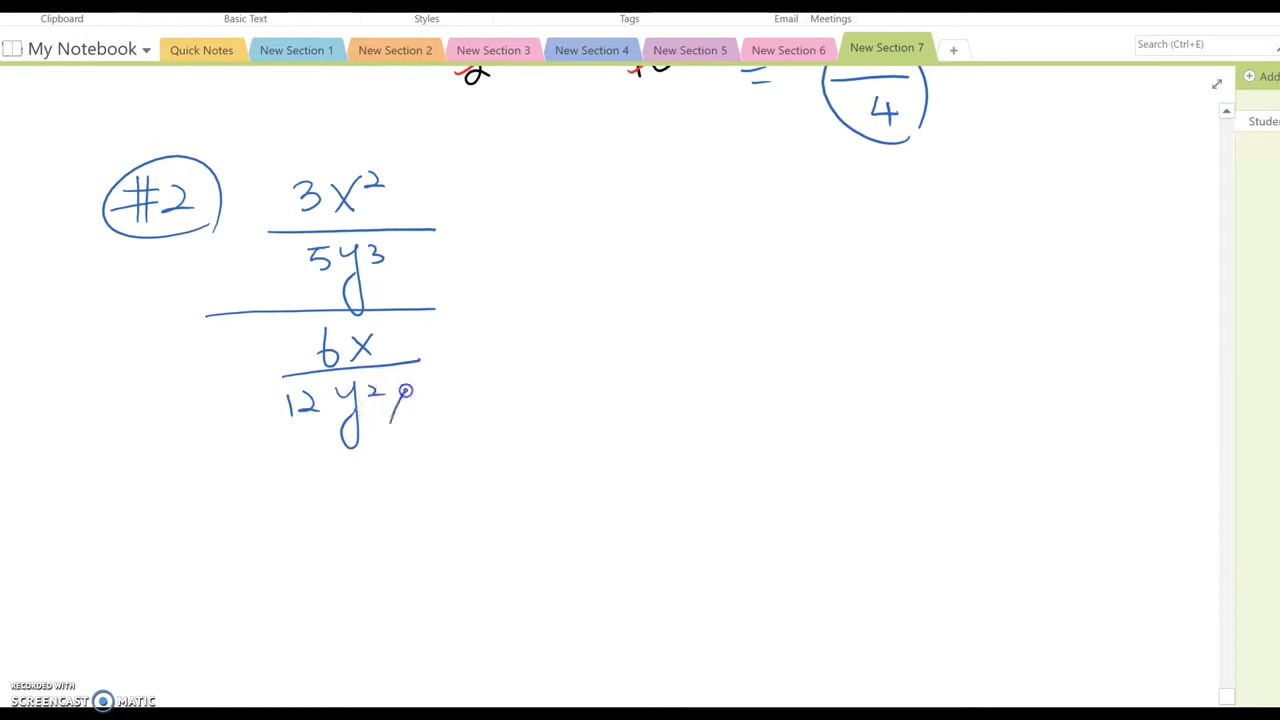 Clipboard Basic Text Styles Tags Email Meetings
My Notebook Quick Notes New Section 1 New Section 2 New Section 3 New Section 4 New Section 5 New Section 6 New Section 7 + Search (Ctrl+E)
Add
Studen
=
4
#2
3x²
5y³
6x
12y²
RECORDED WITH
SCREENCAST MATIC